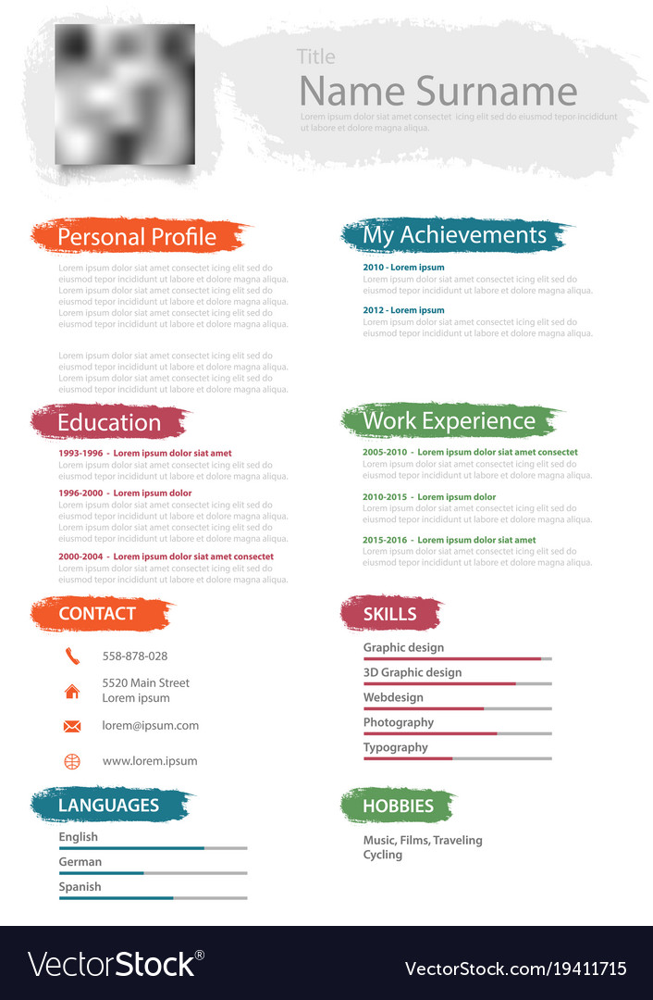 Title
Name Surname
Lorem ipsum dolor siat amet consectet  icing elit sed do eiusmod tepor incididunt
ut labore et dolore magna aliqua.
Personal Profile
Lorem ipsum dolor siat amet consectet icing elit sed do
eiusmod tepor incididunt ut labore et dolore magna aliqua.
Lorem ipsum dolor siat amet consectet icing elit sed do
eiusmod tepor incididunt ut labore et dolore magna aliqua.
Lorem ipsum dolor siat amet consectet icing elit sed do
eiusmod tepor incididunt ut labore et dolore magna aliqua.
Lorem ipsum dolor siat amet consectet icing elit sed do
eiusmod tepor incididunt ut labore et dolore magna aliqua.
Lorem ipsum dolor siat amet consectet icing elit sed do
eiusmod tepor incididunt ut labore et dolore magna aliqua.
My Achievements
2010 - Lorem ipsum
Lorem ipsum dolor siat amet consectet icing elit sed do
eiusmod tepor incididunt ut labore et dolore magna aliqua.
2012 - Lorem ipsum
Lorem ipsum dolor siat amet consectet icing elit sed do
eiusmod tepor incididunt ut labore et dolore magna aliqua.
Education
1993-1996 - Lorem ipsum dolor siat amet
Lorem ipsum dolor siat amet consectet icing elit sed do
eiusmod tepor incididunt ut labore et dolore magna aliqua.
1996-2000 - Lorem ipsum dolor
Lorem ipsum dolor siat amet consectet icing elit sed do
eiusmod tepor incididunt ut labore et dolore magna aliqua.
Lorem ipsum dolor siat amet consectet icing elit sed do
eiusmod tepor incididunt ut labore et dolore magna aliqua.
2000-2004 - Lorem ipsum dolor siat amet consectet
Lorem ipsum dolor siat amet consectet icing elit sed do
eiusmod tepor incididunt ut labore et dolore magna aliqua.
Work Experience
2005-2010 - Lorem ipsum dolor siat amet consectet
Lorem ipsum dolor siat amet consectet icing elit sed do
eiusmod tepor incididunt ut labore et dolore magna aliqua.
2010-2015 - Lorem ipsum dolor
Lorem ipsum dolor siat amet consectet icing elit sed do
eiusmod tepor incididunt ut labore et dolore magna aliqua.
2015-2016 - Lorem ipsum dolor siat amet
Lorem ipsum dolor siat amet consectet icing elit sed do
eiusmod tepor incididunt ut labore et dolore magna aliqua.
CONTACT
558-878-028
5520 Main Street
Lorem ipsum
lorem@ipsum.com
www.lorem.ipsum
SKILLS
Graphic design
3D Graphic design
Webdesign
Photography
Typography
LANGUAGES
English
German
Spanish
HOBBIES
Music, Films, Traveling
Cycling
VectorStock®
VectorStock.com/19411715